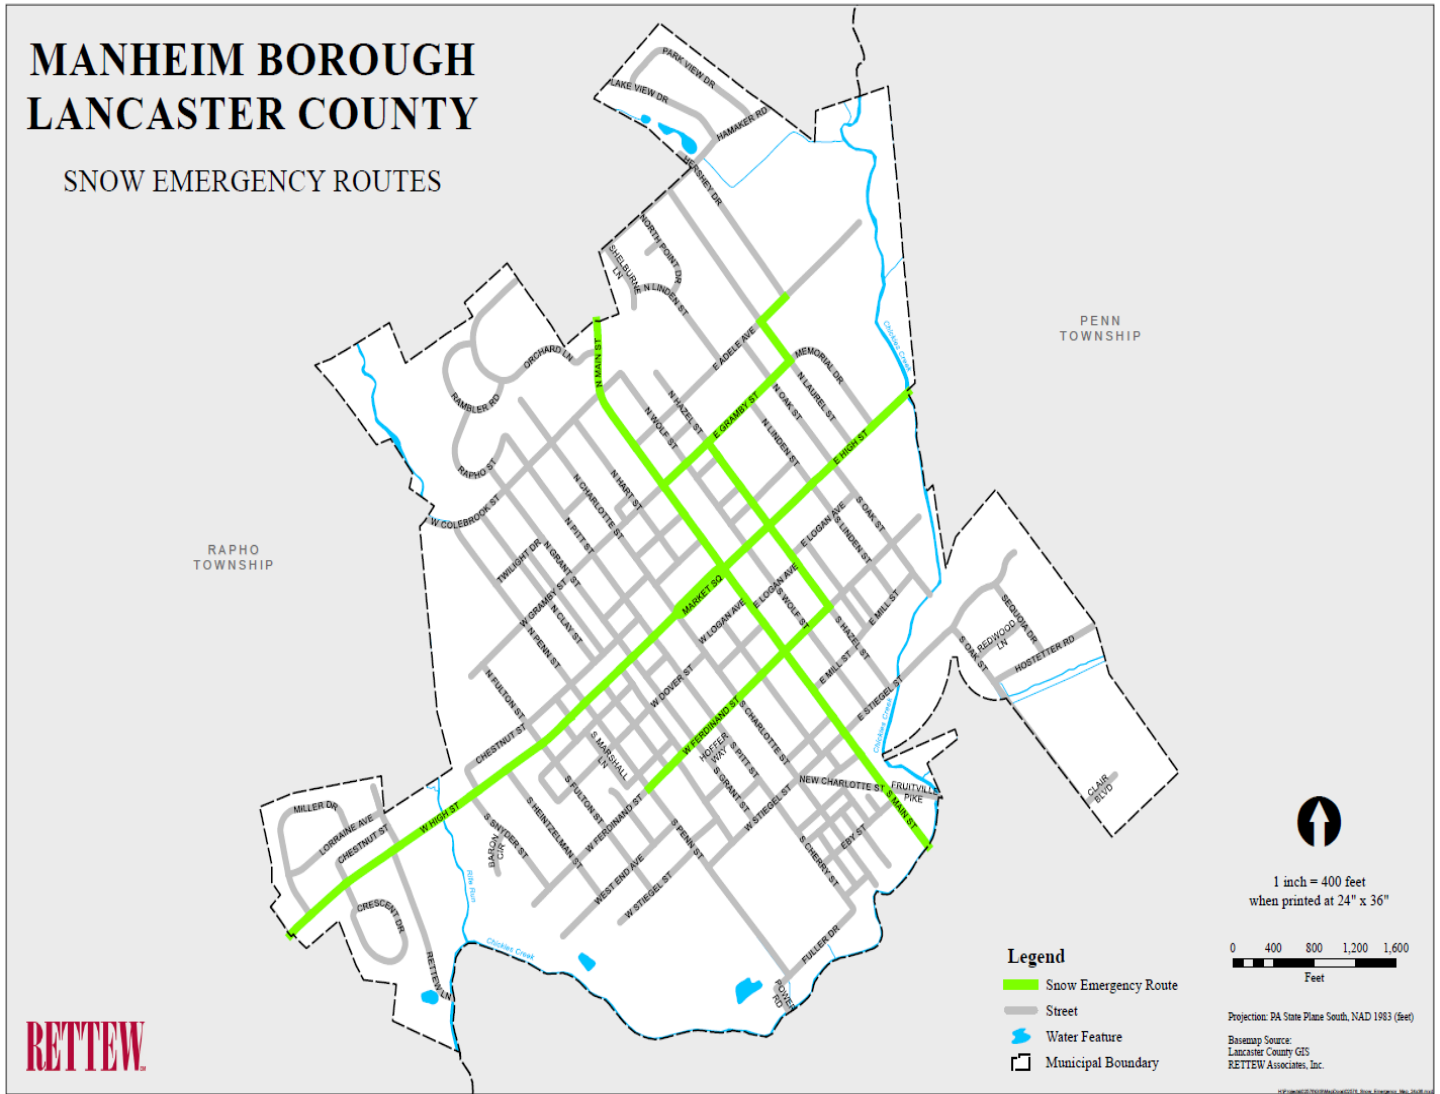 MANHEIM BOROUGH
LANCASTER COUNTY
SNOW EMERGENCY ROUTES
PARK VIEW DR
LAKE VIEW DR
HAMAKER RD
HERSHEY DR
NORTH POINT DR
SHELBURNE
LN
N LINDEN ST
Chickies Creek
PENN
TOWNSHIP
N MAIN ST
ORCHARD LN
E ADELE AVE
MEMORIAL DR
RAMBLER RD
N HAZEL ST
N WOLF ST
E GRAMBY ST
N OAK ST
N LAUREL ST
N LINDEN ST
E HIGH ST
RAPHO ST
N HART ST
N CHARLOTTE ST
W COLEBROOK ST
N PITT ST
E LOGAN AVE
S OAK ST
S LINDEN ST
RAPHO
TOWNSHIP
TWILIGHT DR
N GRANT ST
W GRAMBY ST
N CLAY ST
N PENN ST
MARKET SQ
E LOGAN AVE
W LOGAN AVE
S WOLF ST
S HAZEL ST
E MILL ST
E MILL ST
SEQUOIA DR
REDWOOD
LN
S OAK ST
HOSTETTER RD
N FULTON ST
W DOVER ST
E STIEGEL ST
Chickies Creek
CHESTNUT ST
W FERDINAND ST
S CHARLOTTE ST
HOFFER
WAY
S PITT ST
S GRANT ST
S MARSHALL
LN
S FULTON ST
NEW CHARLOTTE ST
FRUITVILLE
PIKE
S MAIN ST
CLAIR
BLVD
MILLER DR
LORRAINE AVE
CHESTNUT ST
W HIGH ST
S SNYDER ST
BARON
CIR
S HEINTZELMAN ST
W FERDINAND ST
S PENN ST
W STIEGEL ST
EBY ST
S CHERRY ST
WEST END AVE
W STIEGEL ST
Rife Run
CRESCENT DR
RETTEW LN
Chickies Creek
FULLER DR
POWER
RD
1 inch = 400 feet
when printed at 24" x 36"
0 400 800 1,200 1,600
Feet
Legend
Snow Emergency Route
Street
Water Feature
Municipal Boundary
Projection: PA State Plane South, NAD 1983 (feet)
Basemap Source:
Lancaster County GIS
RETTEW Associates, Inc.
RETTEW